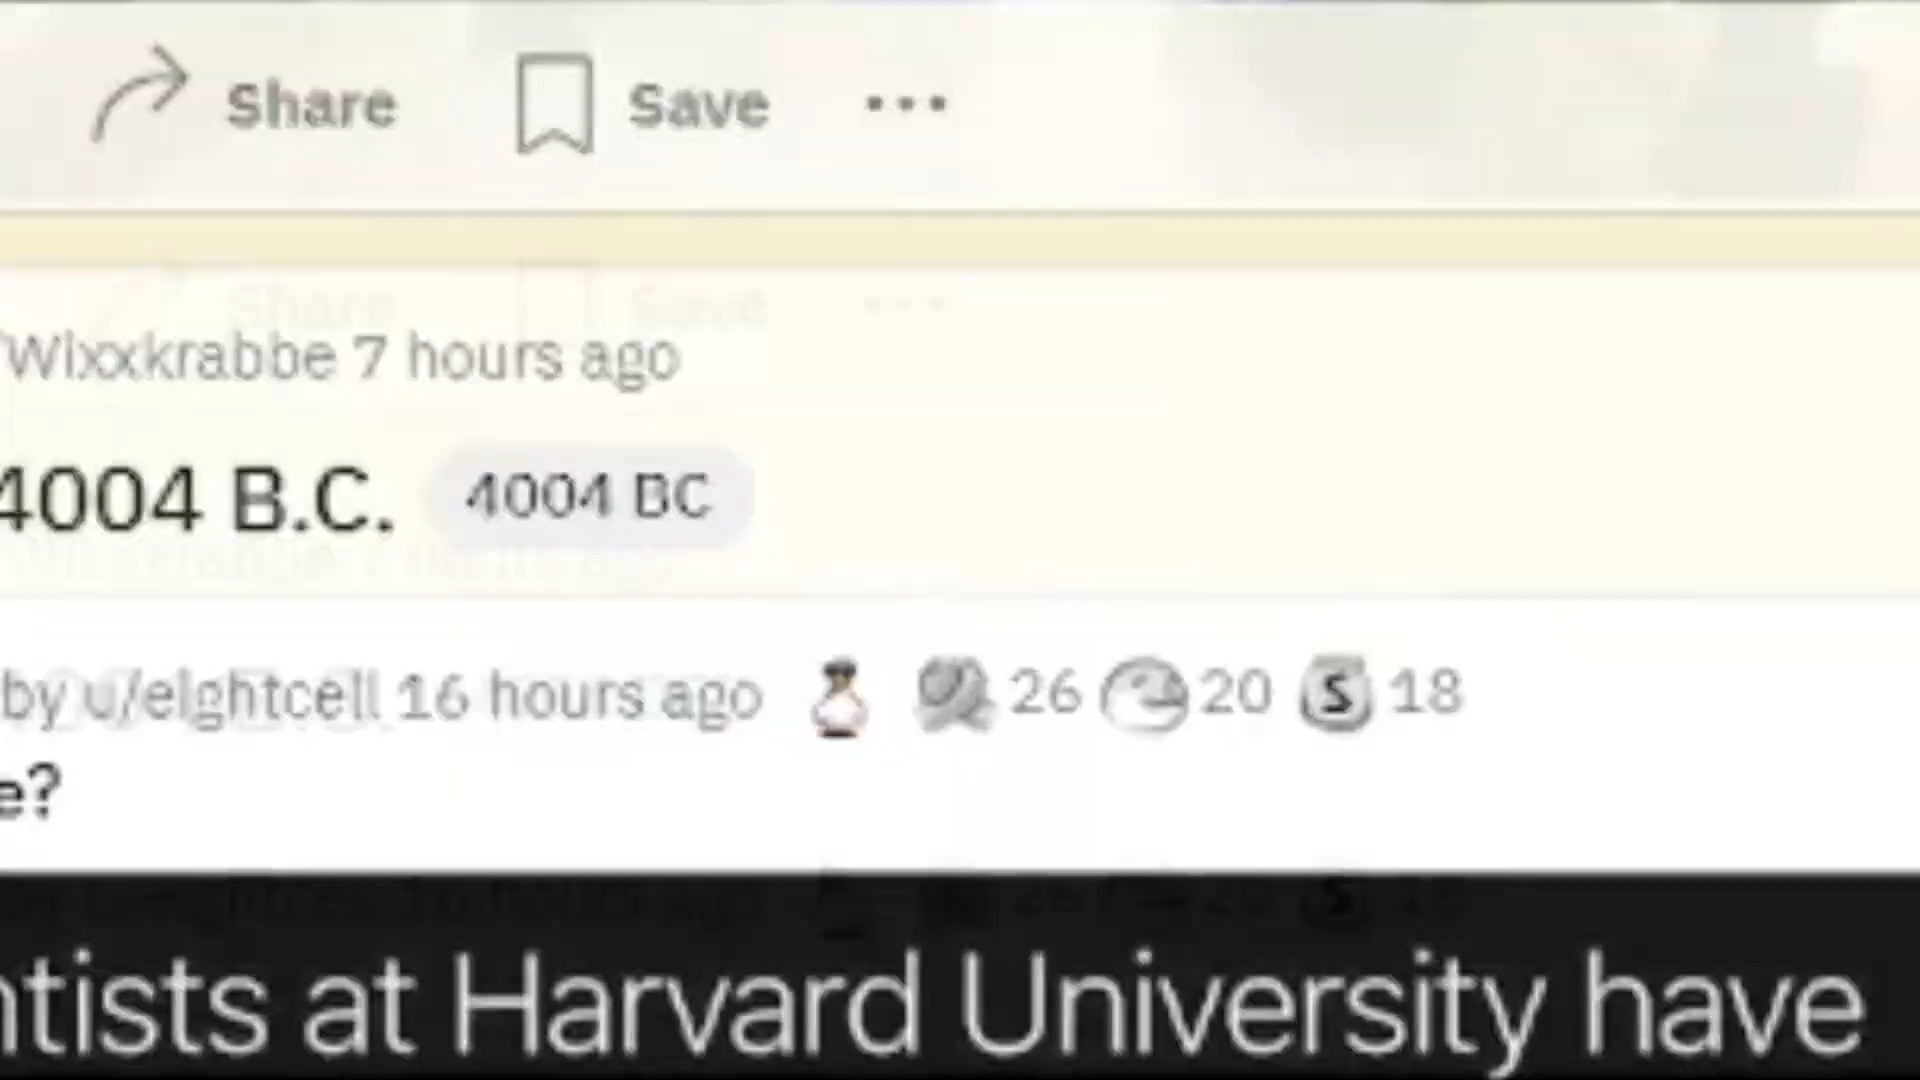 Share Save ...
Wixxkrabbe 7 hours ago
4004 B.C. 4004 BC
by u/eightcell 16 hours ago 26 20 S 18
e?
ntists at Harvard University have